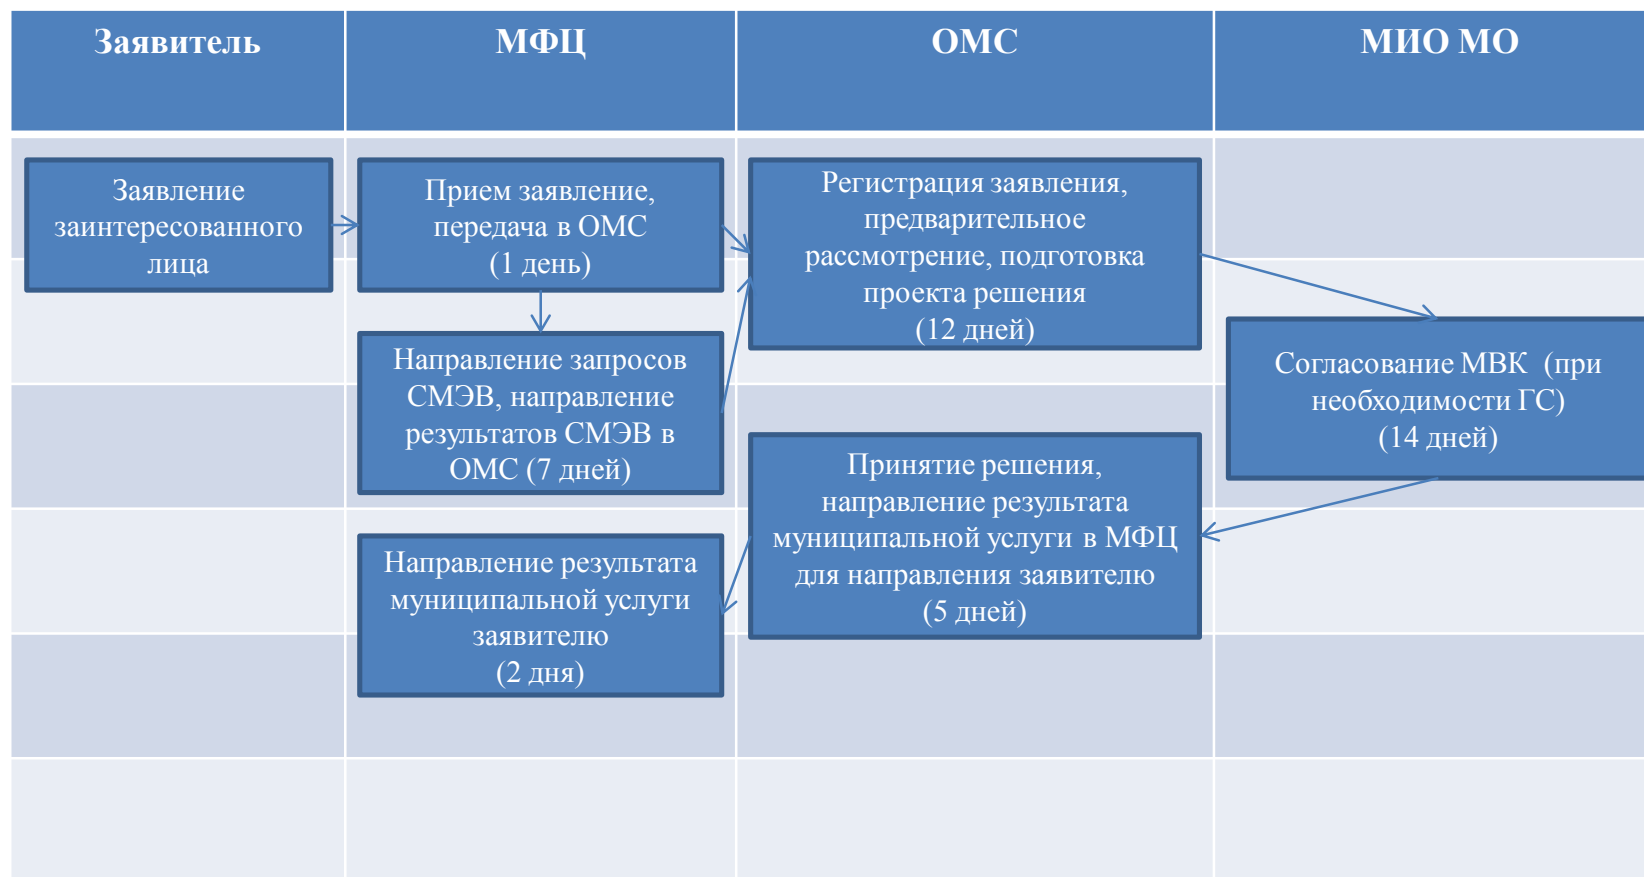 Заявитель
МФЦ
ОМС
МИО МО
Заявление
заинтересованного
лица
Прием заявление,
передача в ОМС
(1 день)
Регистрация заявления,
предварительное
рассмотрение, подготовка
проекта решения
(12 дней)
Направление запросов
СМЭВ, направление
результатов СМЭВ в
ОМС (7 дней)
Согласование МВК (при
необходимости ГС)
(14 дней)
Принятие решения,
направление результата
муниципальной услуги в МФЦ
для направления заявителю
(5 дней)
Направление результата
муниципальной услуги
заявителю
(2 дня)